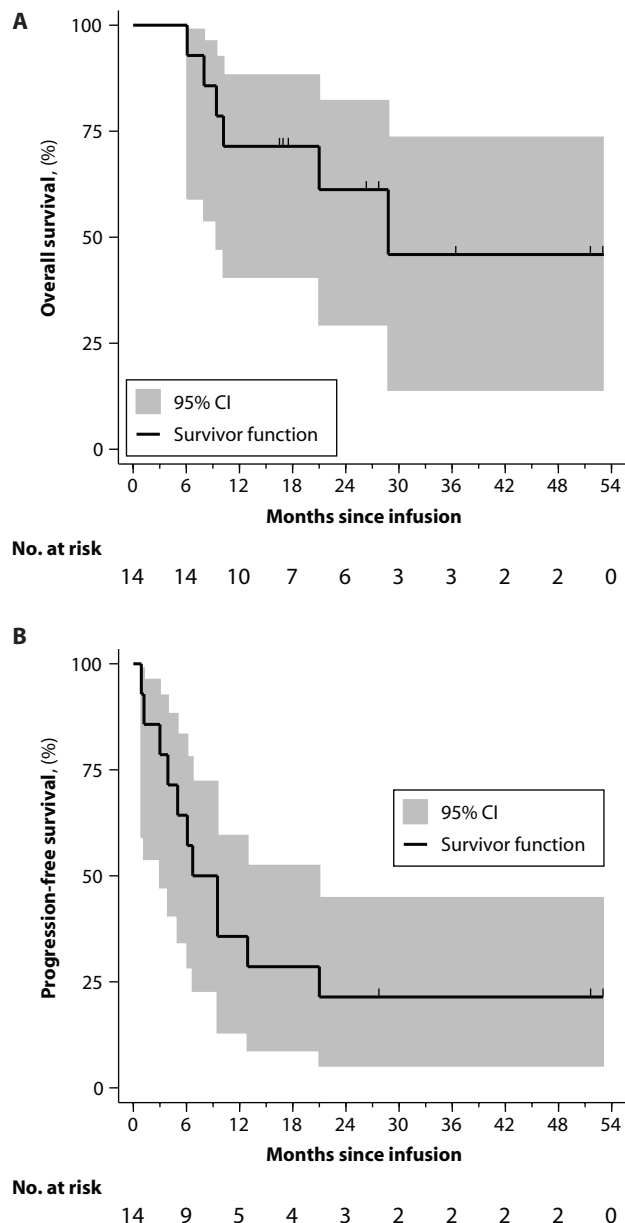 A
Overall survival, (%)
100
75
50
25
0
95% CI
Survivor function
0 6 12 18 24 30 36 42 48 54
Months since infusion
No. at risk
14 14 10 7 6 3 3 2 2 0
B
Progression-free survival, (%)
100
75
50
25
0
95% CI
Survivor function
0 6 12 18 24 30 36 42 48 54
Months since infusion
No. at risk
14 9 5 4 3 2 2 2 2 0